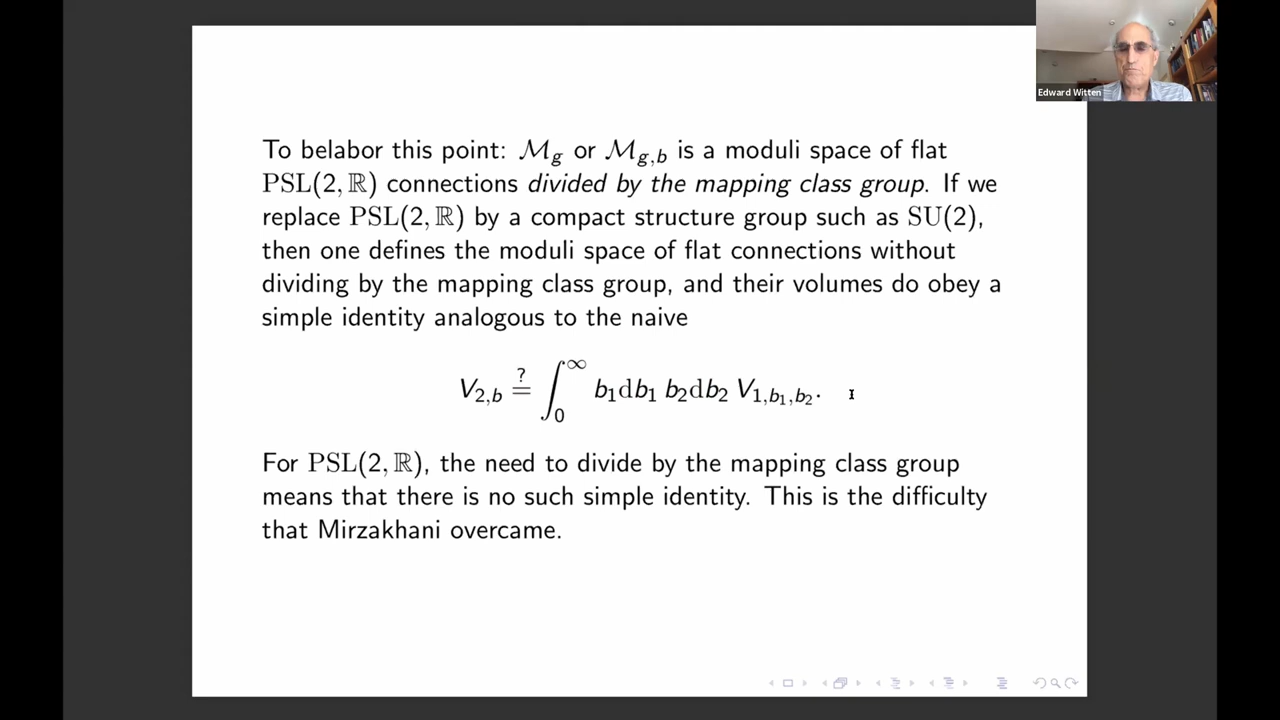 Edward Witten
To belabor this point: ℳ_g or ℳ_{g,b} is a moduli space of flat
PSL(2, ℝ) connections divided by the mapping class group. If we
replace PSL(2, ℝ) by a compact structure group such as SU(2),
then one defines the moduli space of flat connections without
dividing by the mapping class group, and their volumes do obey a
simple identity analogous to the naive
V_{2,b} ≟ ∫_0^∞ b_1db_1 b_2db_2 V_{1,b_1,b_2}.
For PSL(2, ℝ), the need to divide by the mapping class group
means that there is no such simple identity. This is the difficulty
that Mirzakhani overcame.